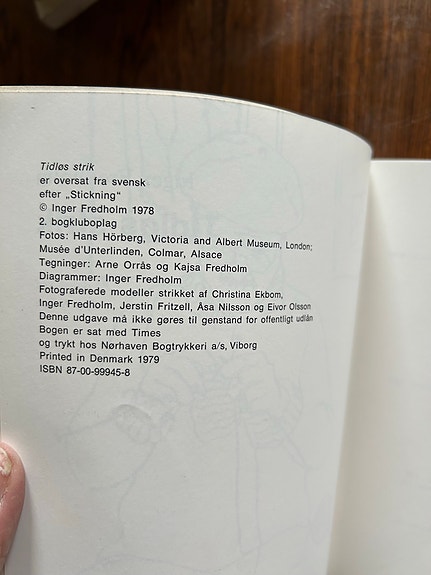 Tidløs strik
er oversat fra svensk
efter „Stickning“
© Inger Fredholm 1978
2. bogkluboplag
Fotos: Hans Hörberg, Victoria and Albert Museum, London;
Musée d'Unterlinden, Colmar, Alsace
Tegninger: Arne Orrås og Kajsa Fredholm
Diagrammer: Inger Fredholm
Fotograferede modeller strikket af Christina Ekbom,
Inger Fredholm, Jerstin Fritzell, Åsa Nilsson og Eivor Olsson
Denne udgave må ikke gøres til genstand for offentligt udlån
Bogen er sat med Times
og trykt hos Nørhaven Bogtrykkeri a/s, Viborg
Printed in Denmark 1979
ISBN 87-00-99945-8